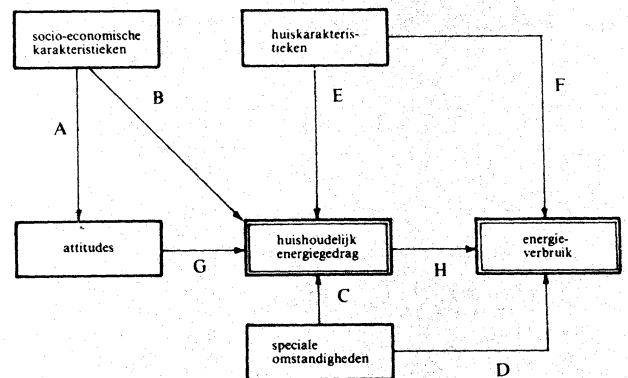 socio-economische
karakteristieken
huiskarakteris-
tieken
B
E
F
A
attitudes
huishoudelijk
energiegedrag
energie-
verbruik
G
H
C
speciale
omstandigheden
D